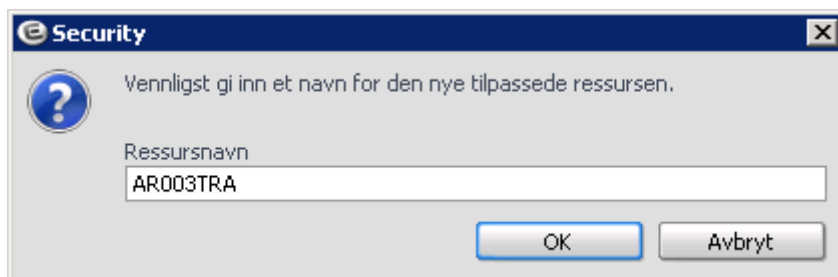 Security
Vennligst gi inn et navn for den nye tilpassede ressursen.
Ressursnavn
AR003TRA
OK
Avbryt